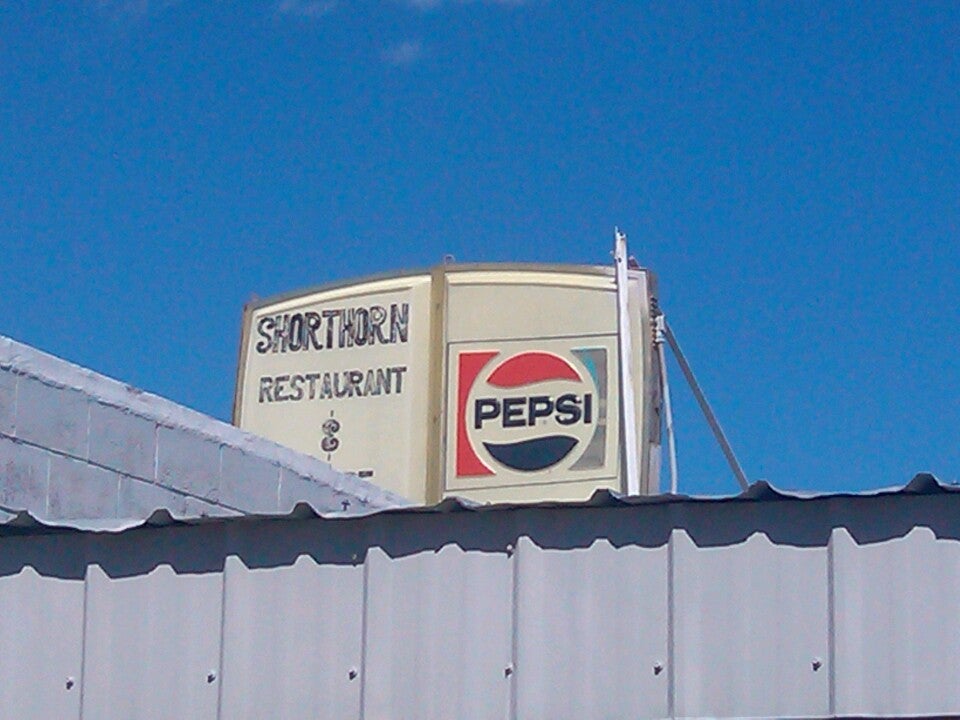 SHORTHORN
RESTAURANT
&
PEPSI